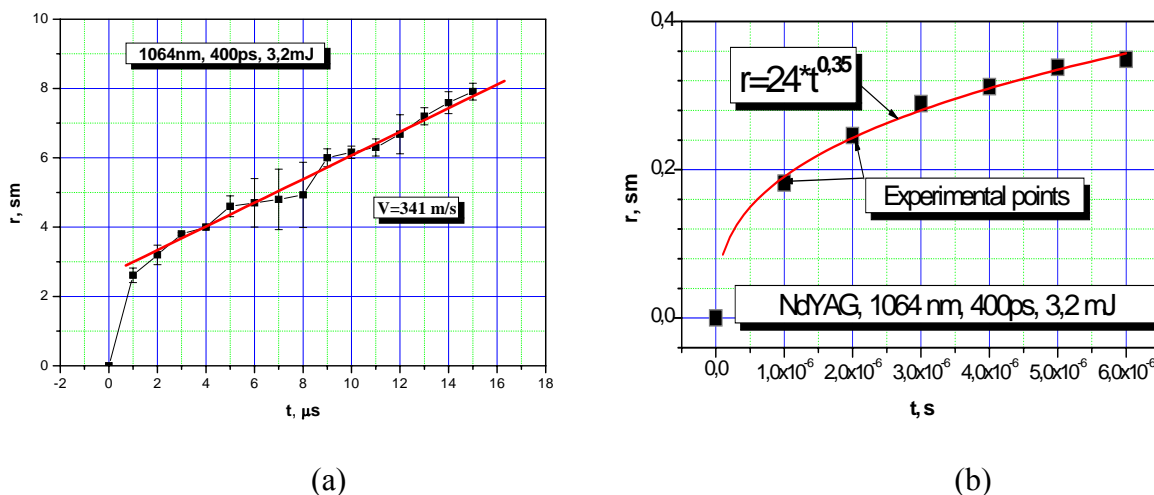 1064nm, 400ps, 3,2mJ
10
8
6
4
2
0
r, sm
V=341 m/s
-2 0 2 4 6 8 10 12 14 16 18
t, μs
(a)
0,4
0,2
0,0
r, sm
r=24*t^0,35
Experimental points
NdYAG, 1064 nm, 400ps, 3,2 mJ
0,0 1,0x10^-6 2,0x10^-6 3,0x10^-6 4,0x10^-6 5,0x10^-6 6,0x10^-6
t, s
(b)